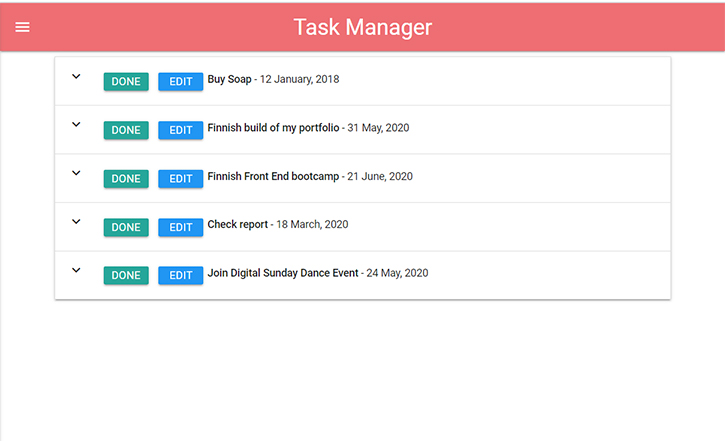 Task Manager
DONE EDIT Buy Soap - 12 January, 2018
DONE EDIT Finnish build of my portfolio - 31 May, 2020
DONE EDIT Finnish Front End bootcamp - 21 June, 2020
DONE EDIT Check report - 18 March, 2020
DONE EDIT Join Digital Sunday Dance Event - 24 May, 2020